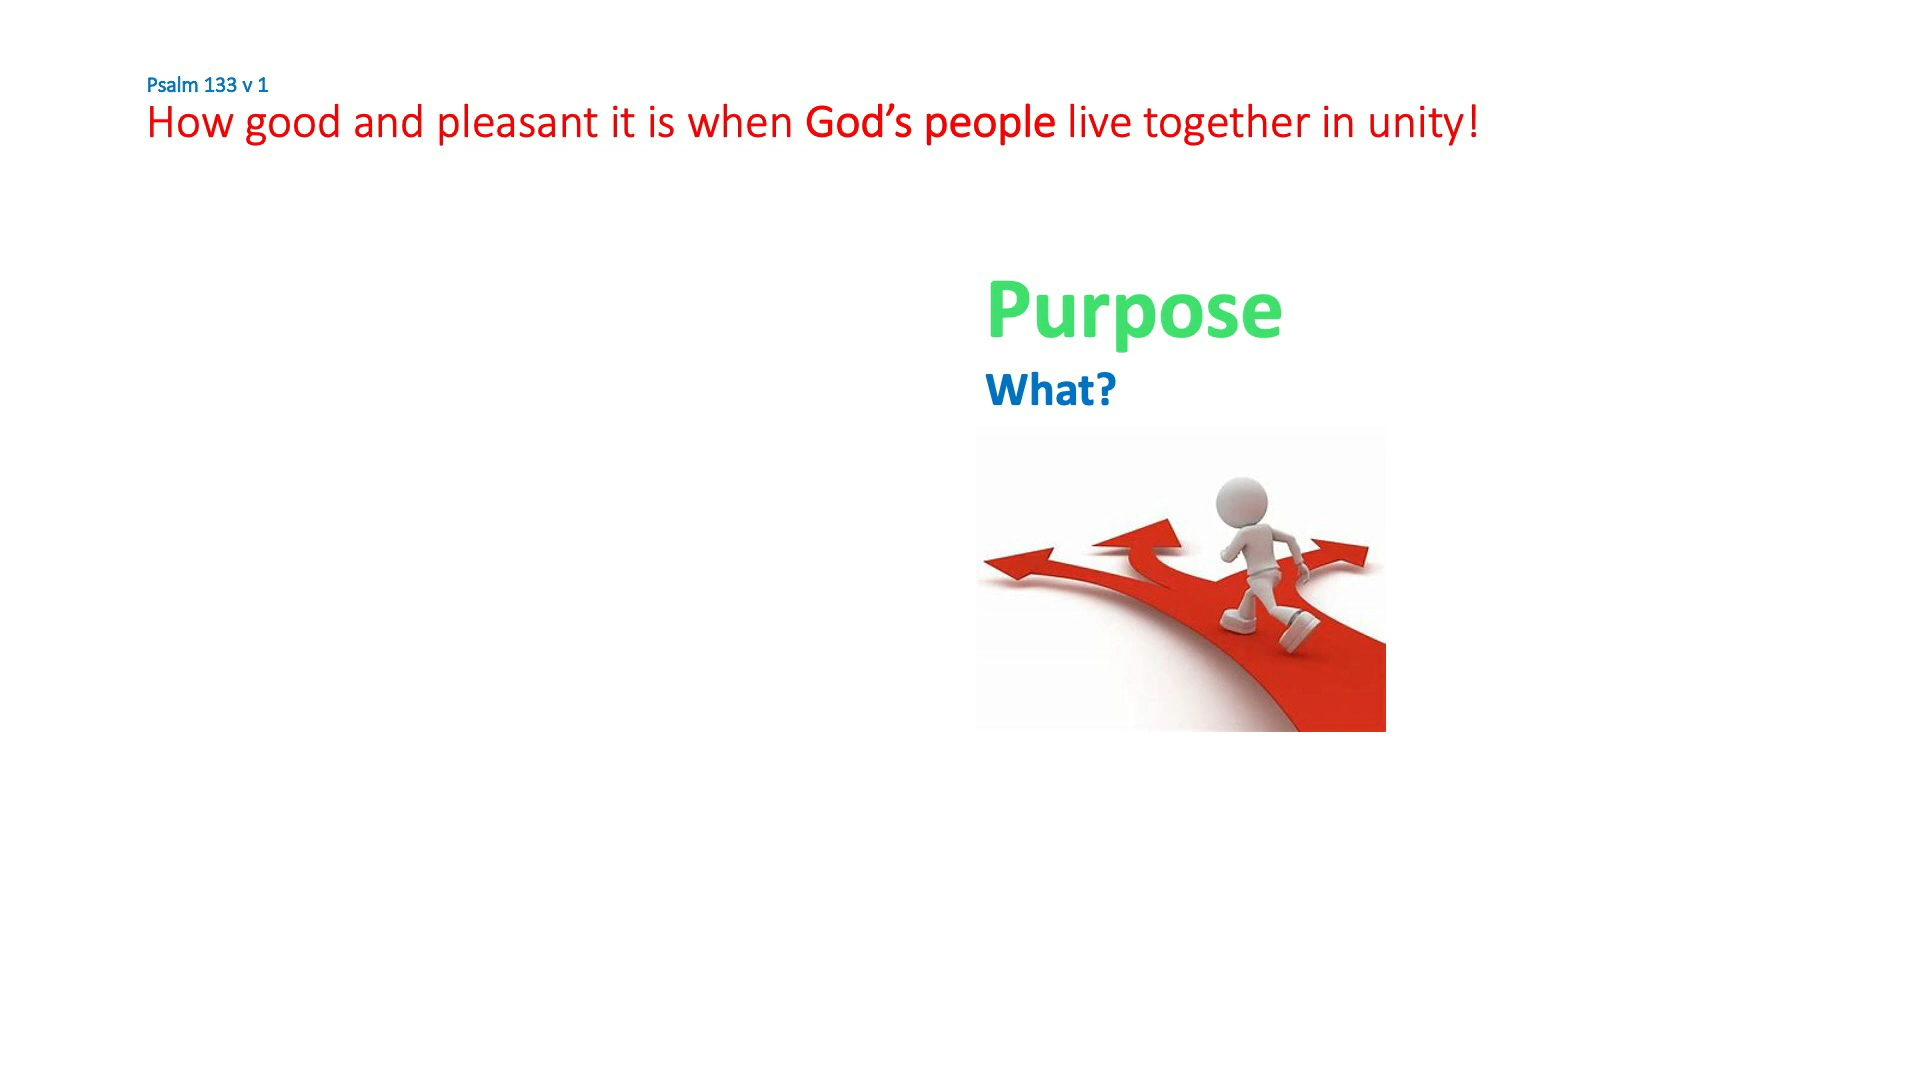 Psalm 133 v 1
How good and pleasant it is when God’s people live together in unity!
Purpose
What?